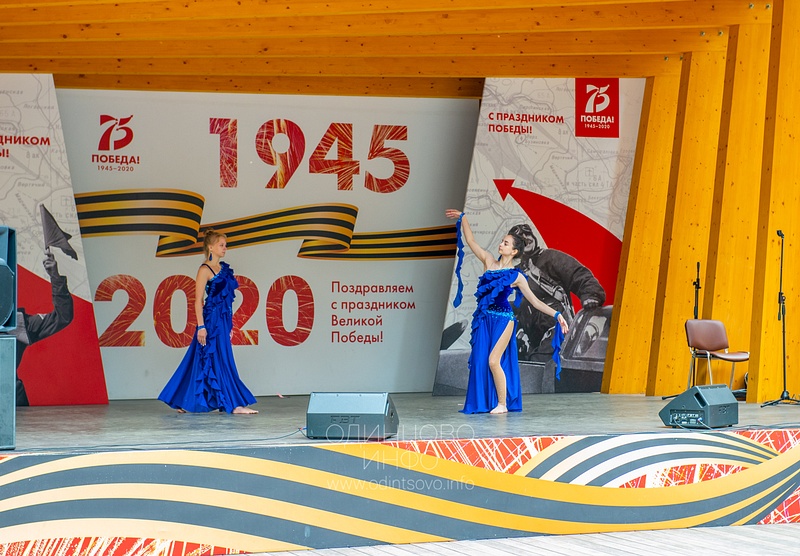 здником
ы!
75
ПОБЕДА!
1945–2020
1945
2020
Поздравляем
с праздником
Великой
Победы!
С ПРАЗДНИКОМ
ПОБЕДЫ!
75
ПОБЕДА!
1945–2020
ОДИНЦОВО
ИНФО
www.odintsovo.info